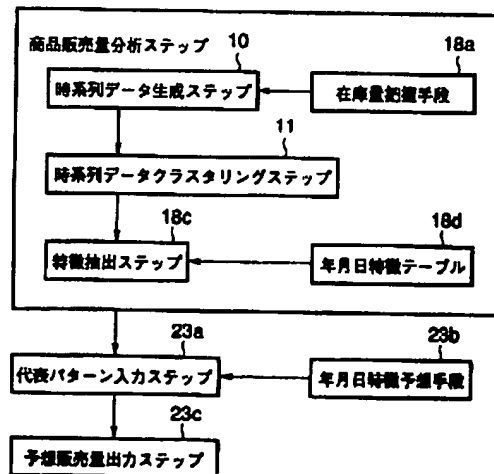 商品販売量分析ステップ
10
18a
時系列データ生成ステップ
在庫量把握手段
11
時系列データクラスタリングステップ
18c
18d
特徴抽出ステップ
年月日特徴テーブル
23a
23b
代表パターン入力ステップ
年月日特徴予想手段
23c
予想販売量出力ステップ